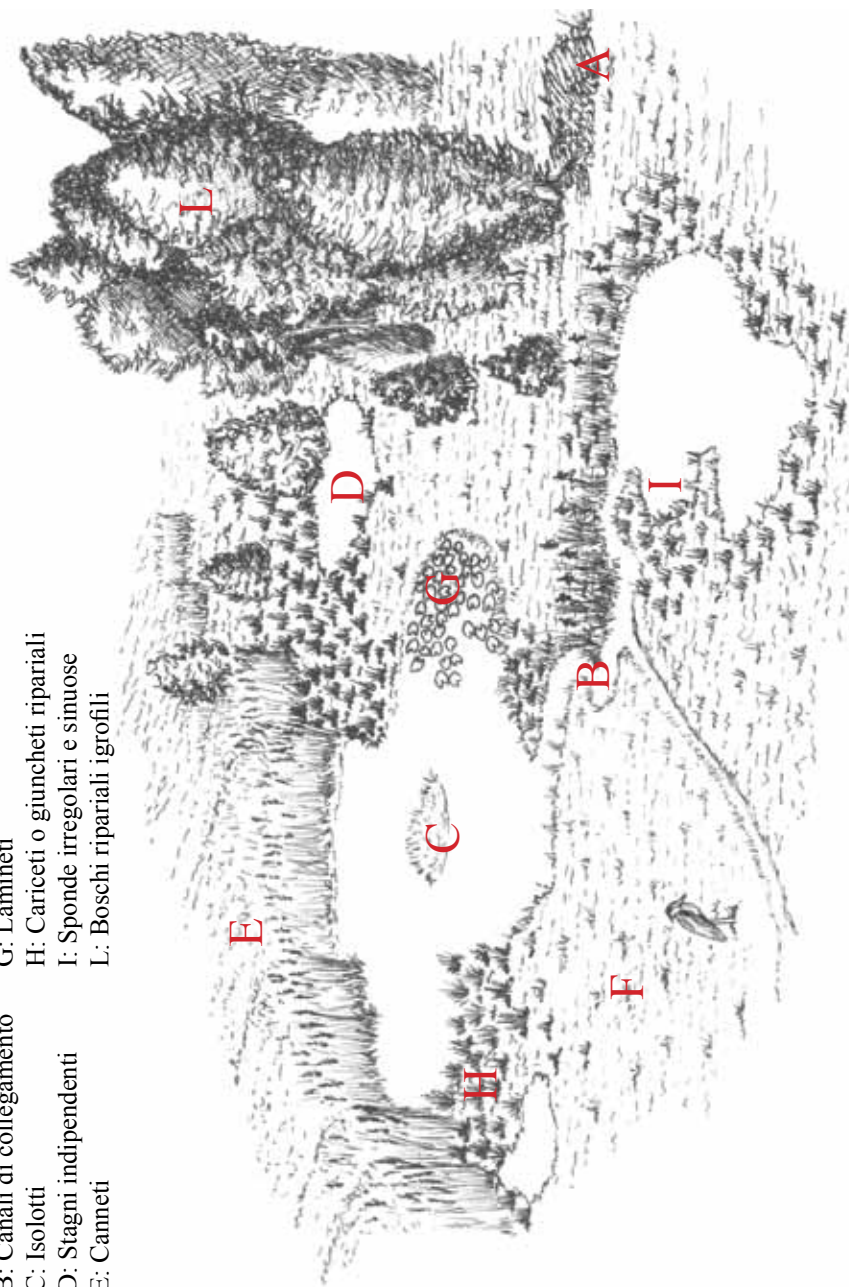 B: Canali di collegamento
C: Isolotti
D: Stagni indipendenti
E: Canneti
G: Lamineti
H: Cariceti o giuncheti ripariali
I: Sponde irregolari e sinuose
L: Boschi ripariali igrofili
E
L
D
C
G
H
F
B
I
A